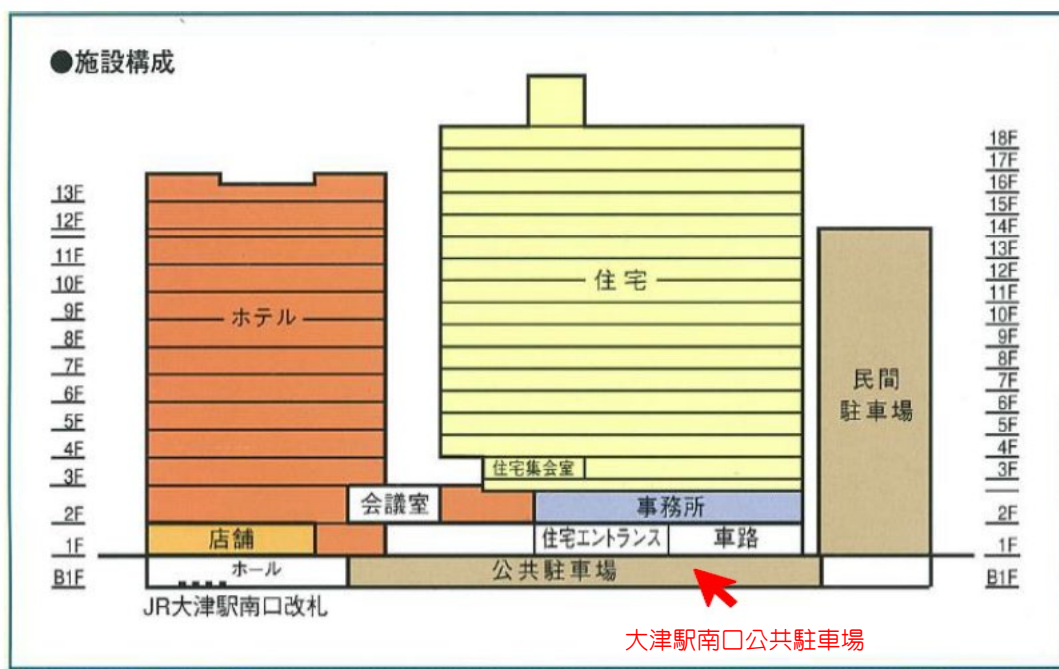 ●施設構成
13F
12F
11F
10F
9F
8F
7F
6F
5F
4F
3F
2F
1F
B1F
ホテル
住宅
民間
駐車場
住宅集会室
会議室
事務所
店舗
住宅エントランス
車路
ホール
公共駐車場
JR大津駅南口改札
大津駅南口公共駐車場
18F
17F
16F
15F
14F
13F
12F
11F
10F
9F
8F
7F
6F
5F
4F
3F
2F
1F
B1F